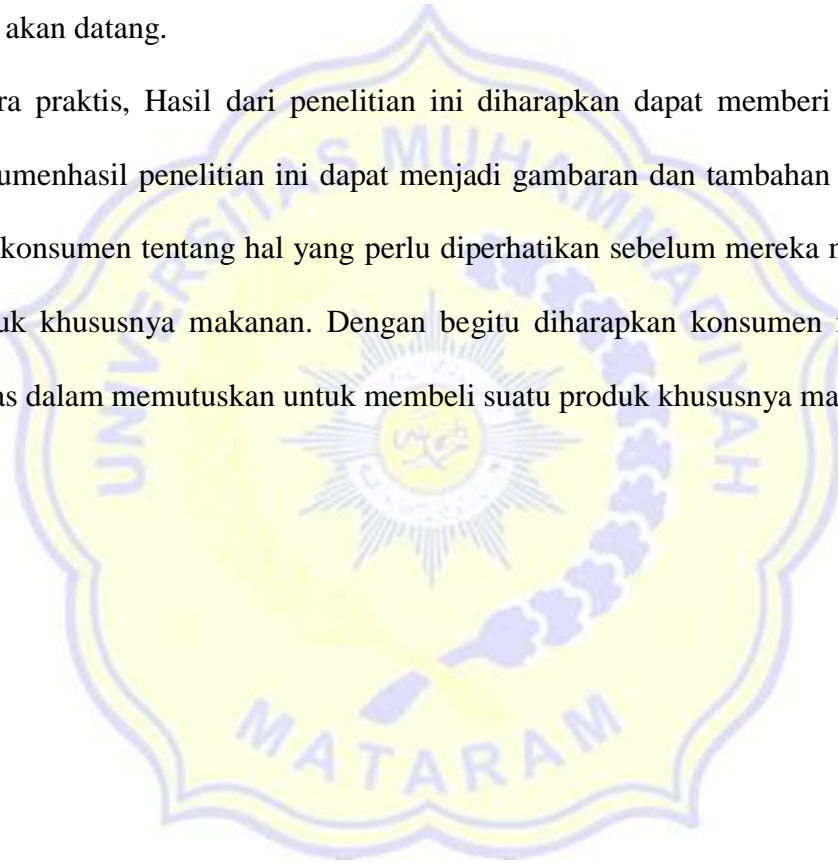 akan datang.
ra praktis, Hasil dari penelitian ini diharapkan dapat memberi
umenhasil penelitian ini dapat menjadi gambaran dan tambahan
konsumen tentang hal yang perlu diperhatikan sebelum mereka
uk khususnya makanan. Dengan begitu diharapkan konsumen
as dalam memutuskan untuk membeli suatu produk khususnya ma
UNIVERSITAS MUHAMMADIYAH
MATARAM